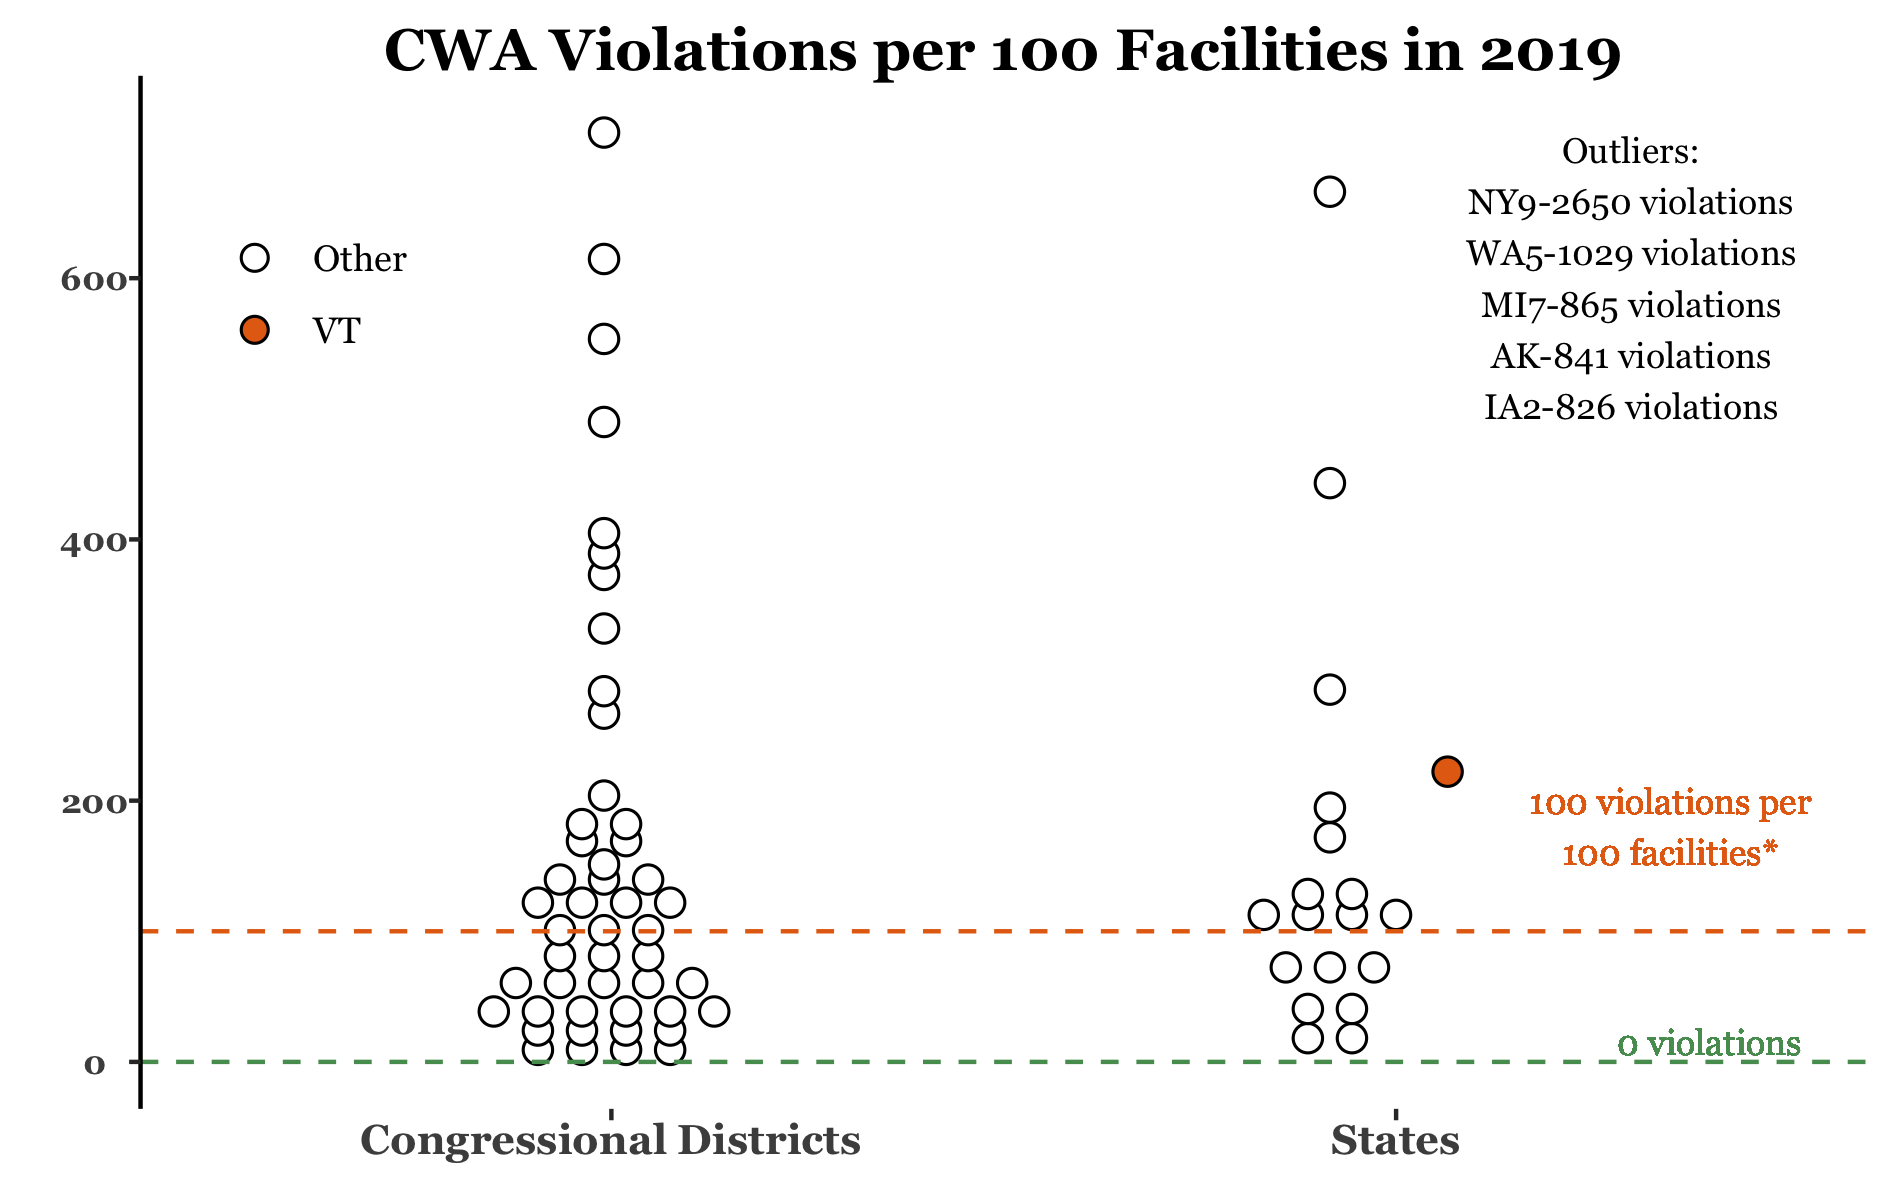 CWA Violations per 100 Facilities in 2019
Outliers:
NY9-2650 violations
WA5-1029 violations
MI7-865 violations
AK-841 violations
IA2-826 violations
Other
VT
600
400
200
0
100 violations per
100 facilities*
0 violations
Congressional Districts
States